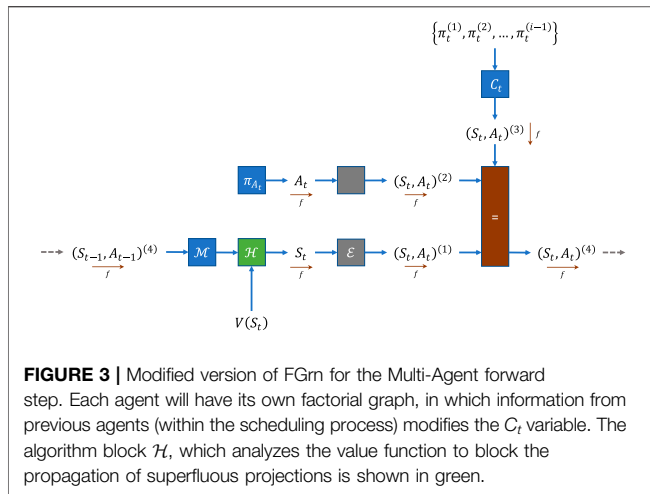 {π_t^(1), π_t^(2), ..., π_t^(i−1)}
C_t
(S_t, A_t)^(3) f
π_{A_t} A_t f (S_t, A_t)^(2) f
=
(S_{t−1}, A_{t−1})^(4) f ℳ ℋ S_t f ℰ (S_t, A_t)^(1) f (S_t, A_t)^(4) f
V(S_t)
FIGURE 3 | Modified version of FGrn for the Multi-Agent forward
step. Each agent will have its own factorial graph, in which information from
previous agents (within the scheduling process) modifies the C_t variable. The
algorithm block ℋ, which analyzes the value function to block the
propagation of superfluous projections is shown in green.